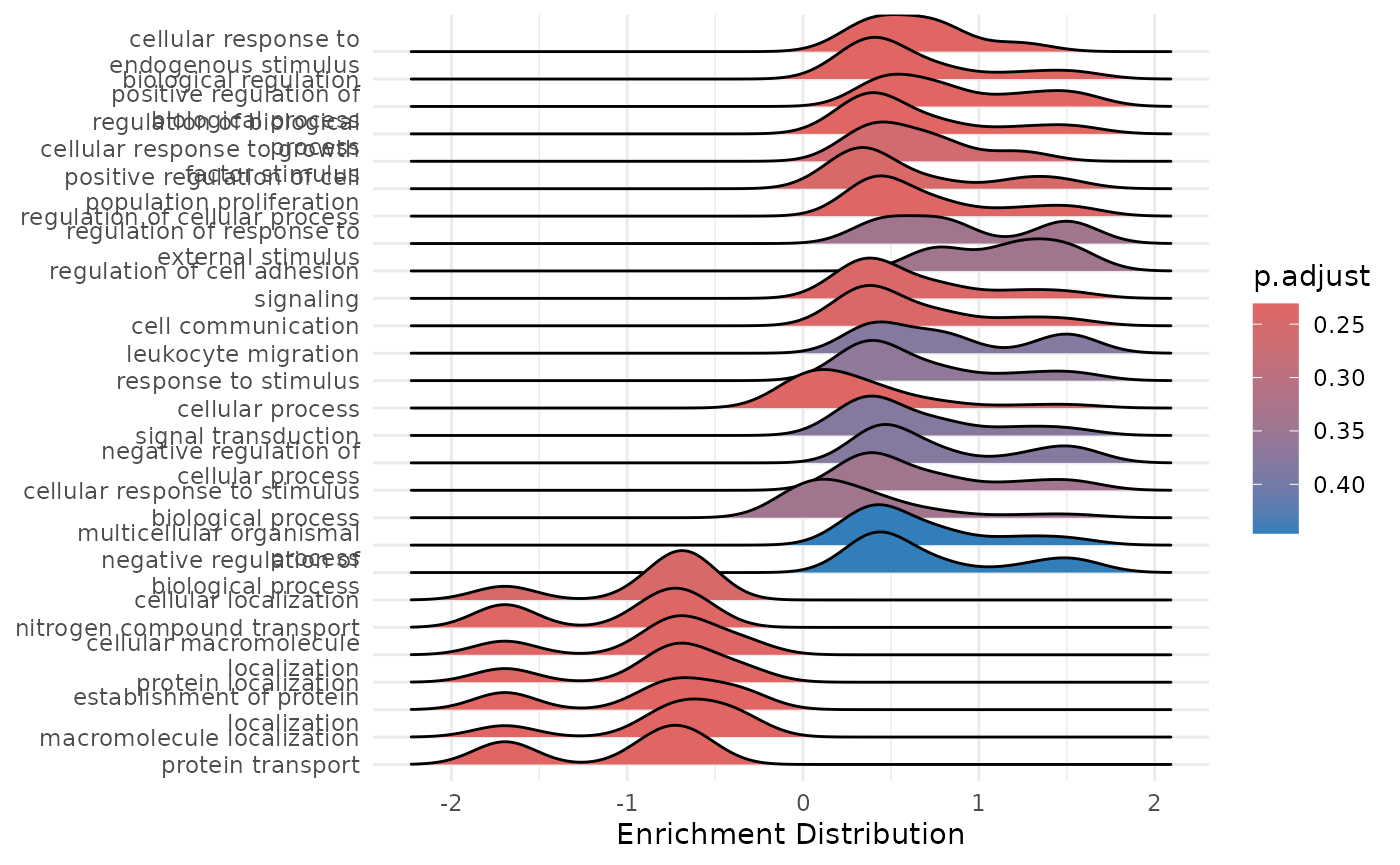 cellular response to
endogenous stimulus
biological regulation
positive regulation of
biological process
regulation of biological
process
cellular response to growth
factor stimulus
positive regulation of cell
population proliferation
regulation of cellular process
regulation of response to
external stimulus
regulation of cell adhesion
signaling
cell communication
leukocyte migration
response to stimulus
cellular process
signal transduction
negative regulation of
cellular process
cellular response to stimulus
biological process
multicellular organismal
process
negative regulation of
biological process
cellular localization
nitrogen compound transport
cellular macromolecule
localization
protein localization
establishment of protein
localization
macromolecule localization
protein transport
-2 -1 0 1 2
Enrichment Distribution
p.adjust
0.25
0.30
0.35
0.40